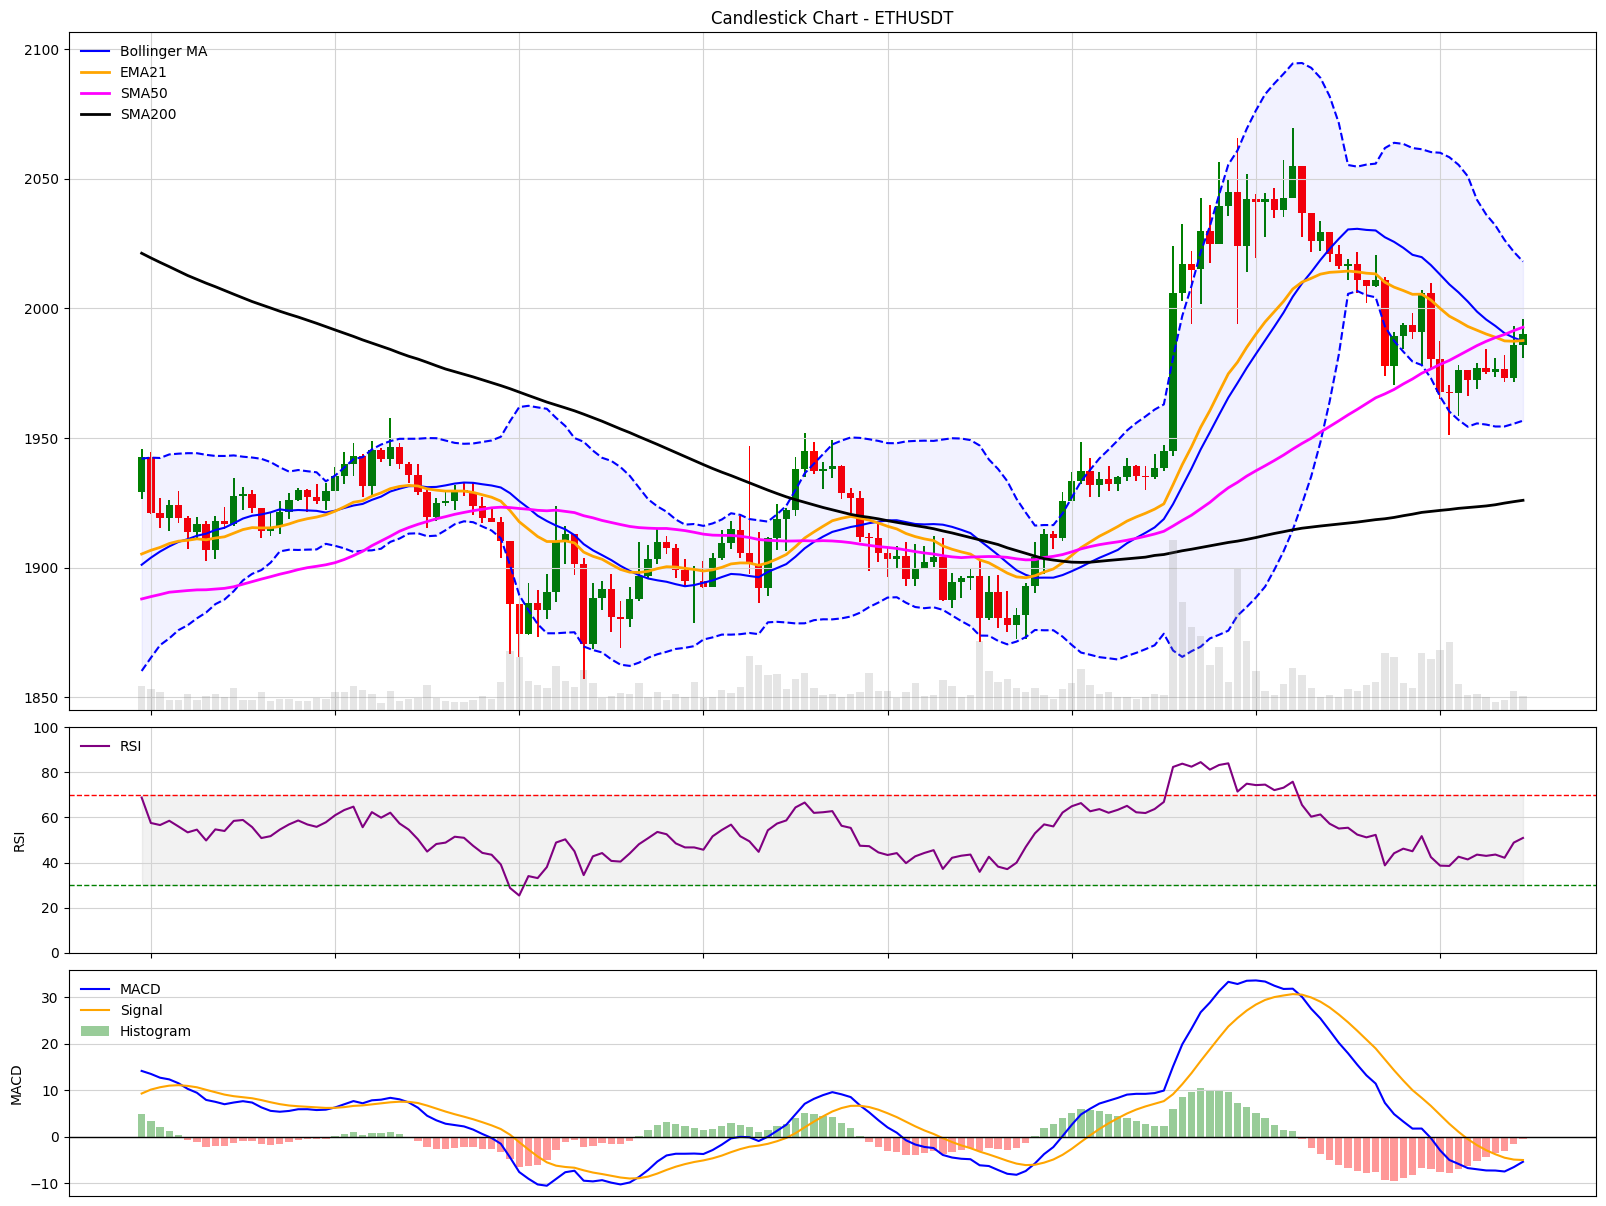 Candlestick Chart - ETHUSDT
2100
2050
2000
1950
1900
1850
Bollinger MA
EMA21
SMA50
SMA200
100
80
60
40
20
0
RSI
RSI
30
20
10
0
−10
MACD
MACD
Signal
Histogram